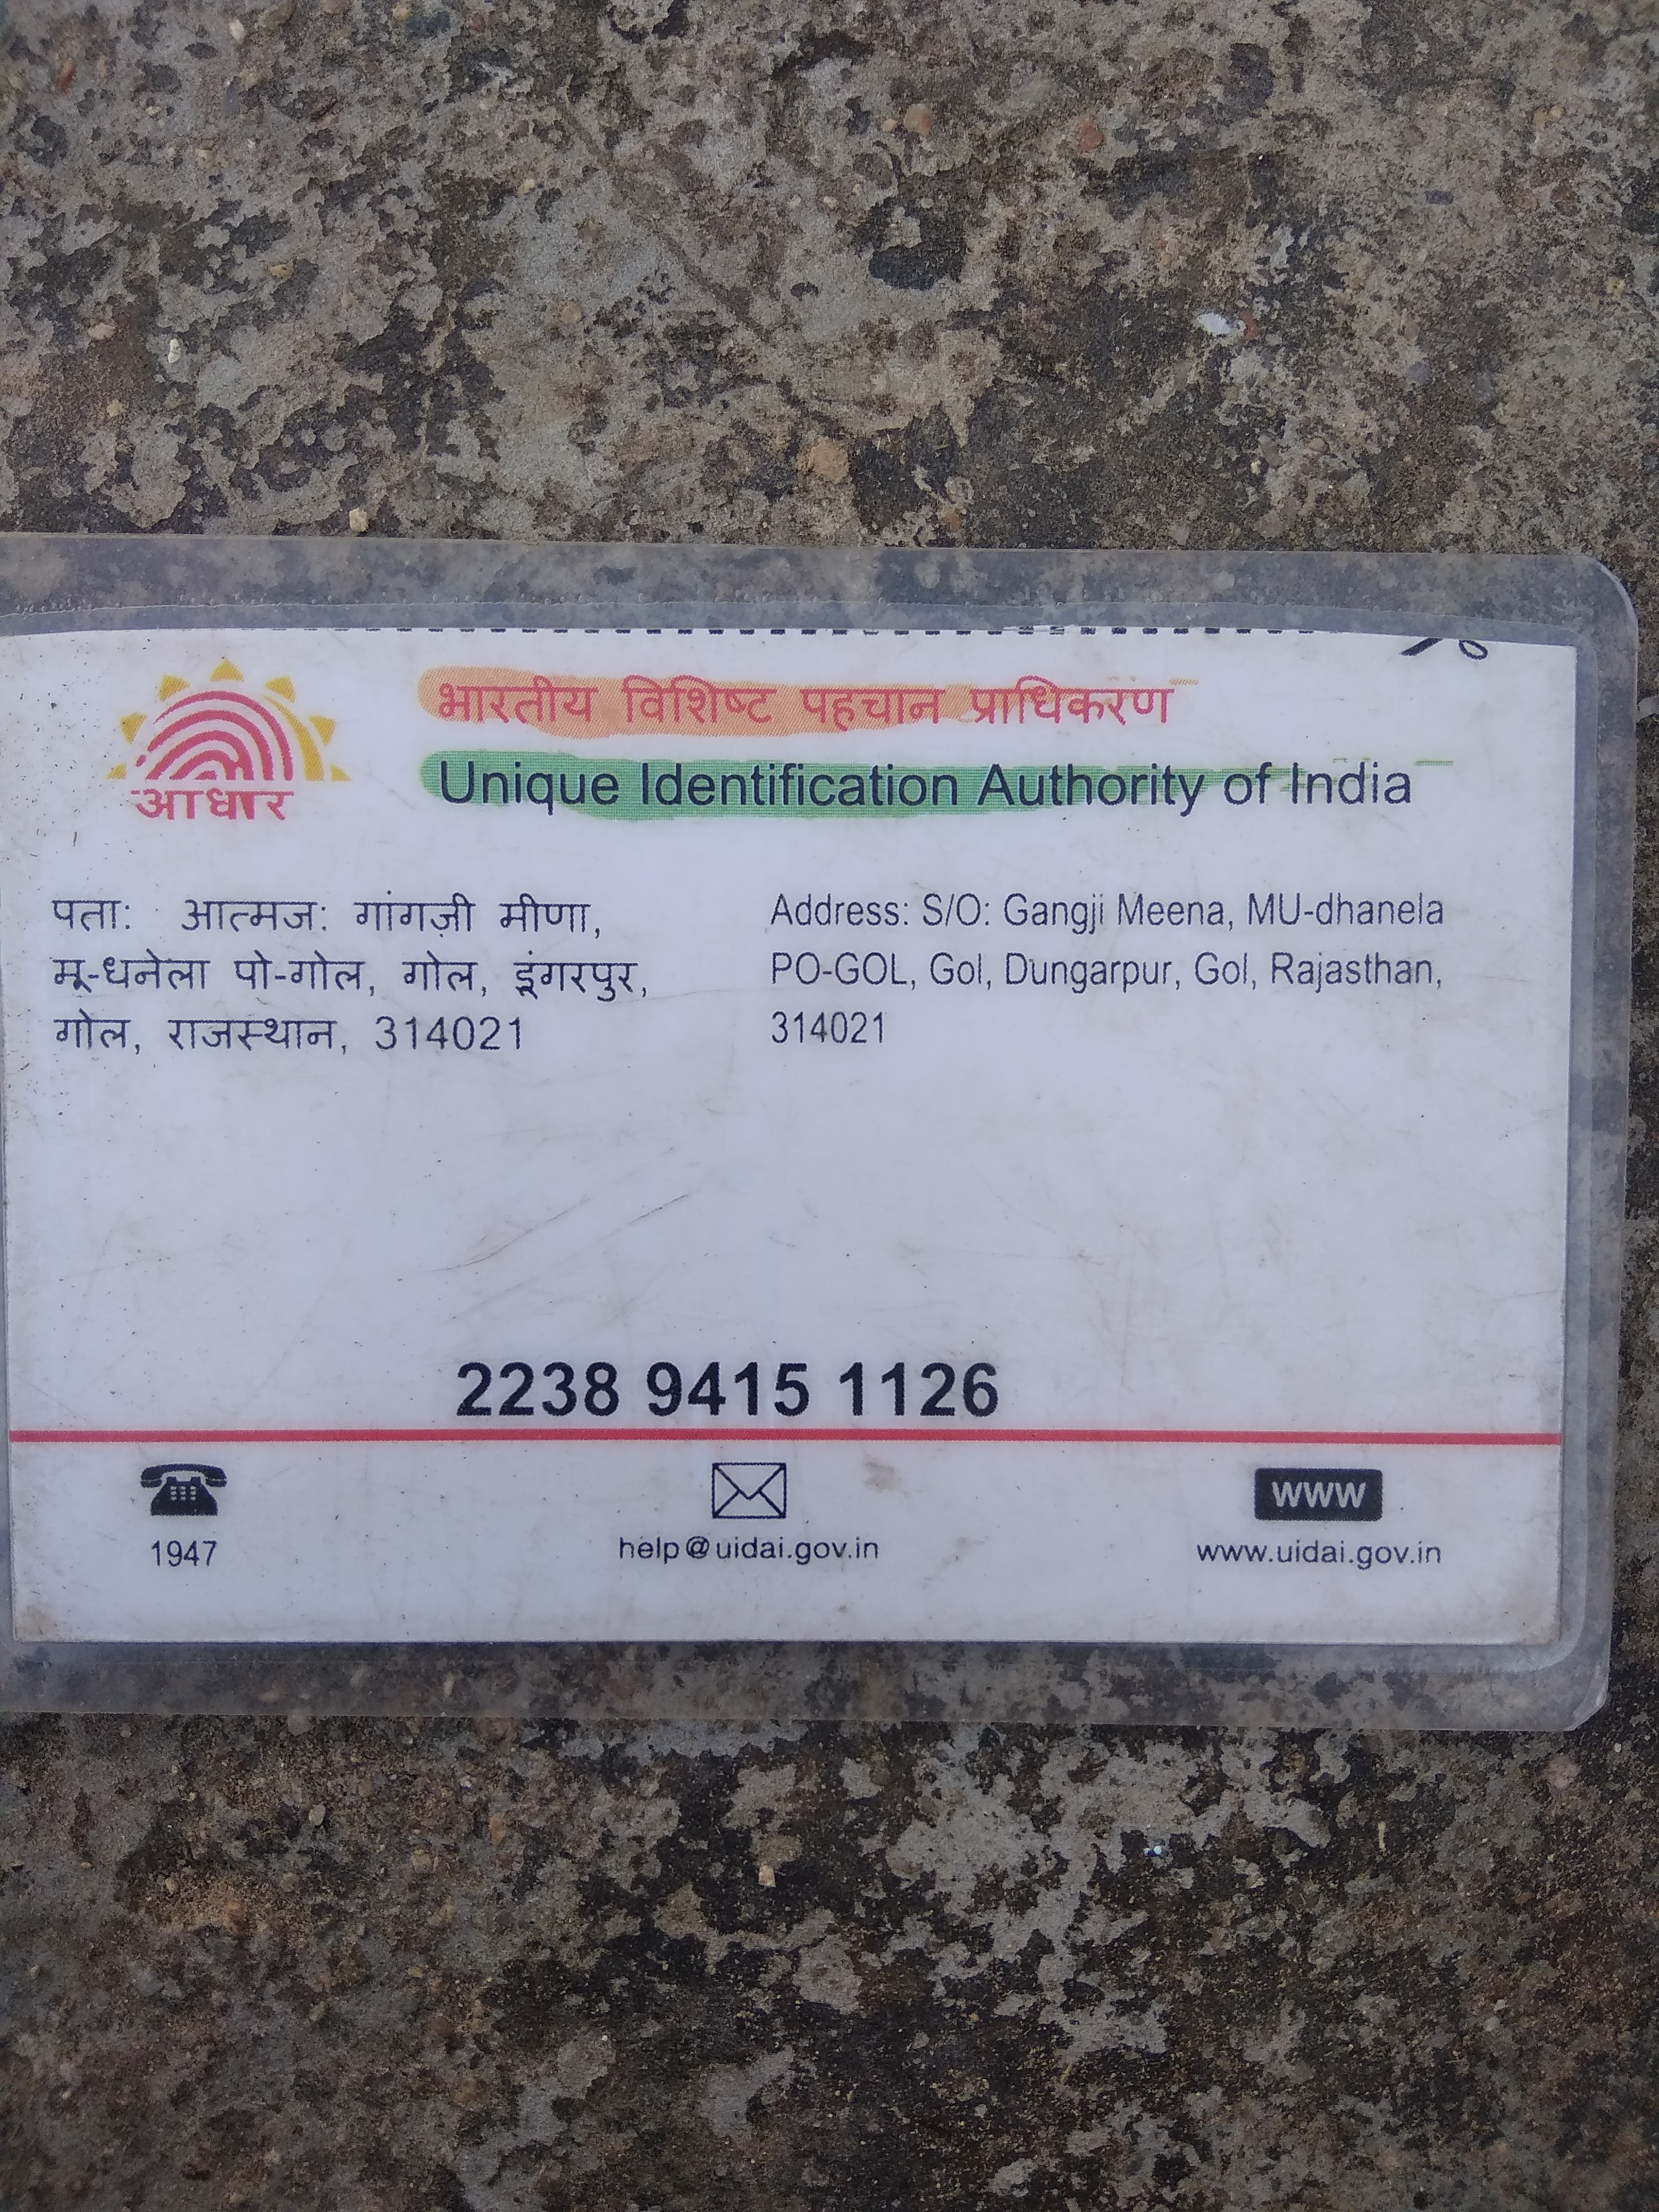 भारतीय विशिष्ट पहचान प्राधिकरण
Unique Identification Authority of India
आधार
पता: आत्मज: गांगज़ी मीणा,
मू-धनेला पो-गोल, गोल, डूंगरपुर,
गोल, राजस्थान, 314021
Address: S/O: Gangji Meena, MU-dhanela
PO-GOL, Gol, Dungarpur, Gol, Rajasthan,
314021
2238 9415 1126
1947
help@uidai.gov.in
WWW
www.uidai.gov.in